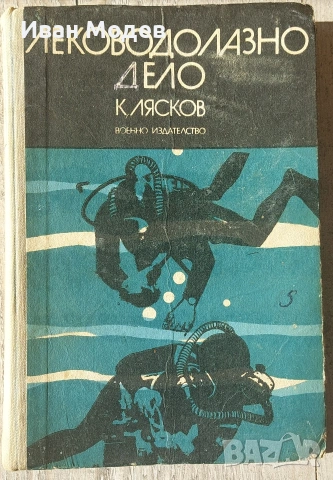 Иван Модев
ЛЕКОВОДОЛАЗНО
ДЕЛО
К. ЛЯСКОВ
ВОЕННО ИЗДАТЕЛСТВО
BAZAR